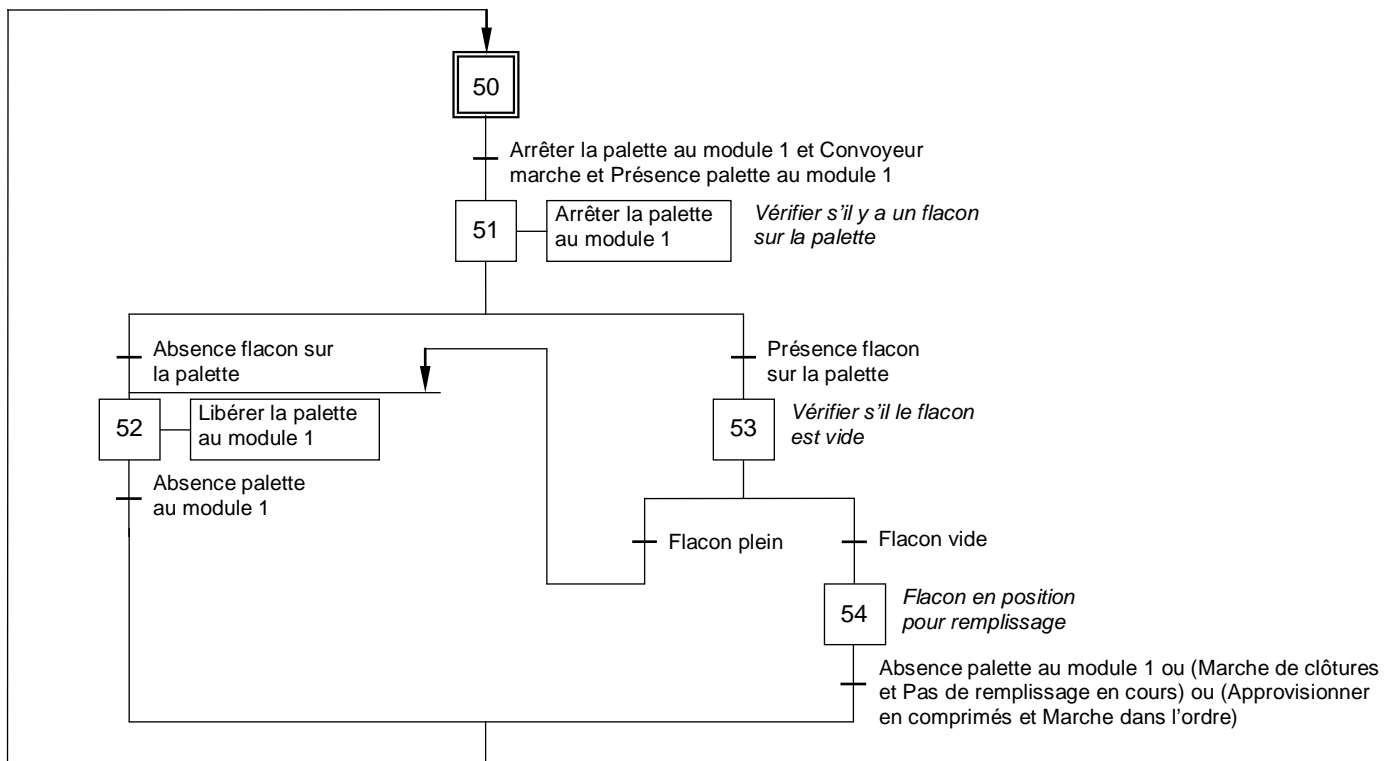 50
Arrêter la palette au module 1 et Convoyeur
marche et Présence palette au module 1
51
Arrêter la palette
au module 1
Vérifier s’il y a un flacon
sur la palette
Absence flacon sur
la palette
Présence flacon
sur la palette
52
Libérer la palette
au module 1
53
Vérifier s’il le flacon
est vide
Absence palette
au module 1
Flacon plein
Flacon vide
54
Flacon en position
pour remplissage
Absence palette au module 1 ou (Marche de clôtures
et Pas de remplissage en cours) ou (Approvisionner
en comprimés et Marche dans l’ordre)